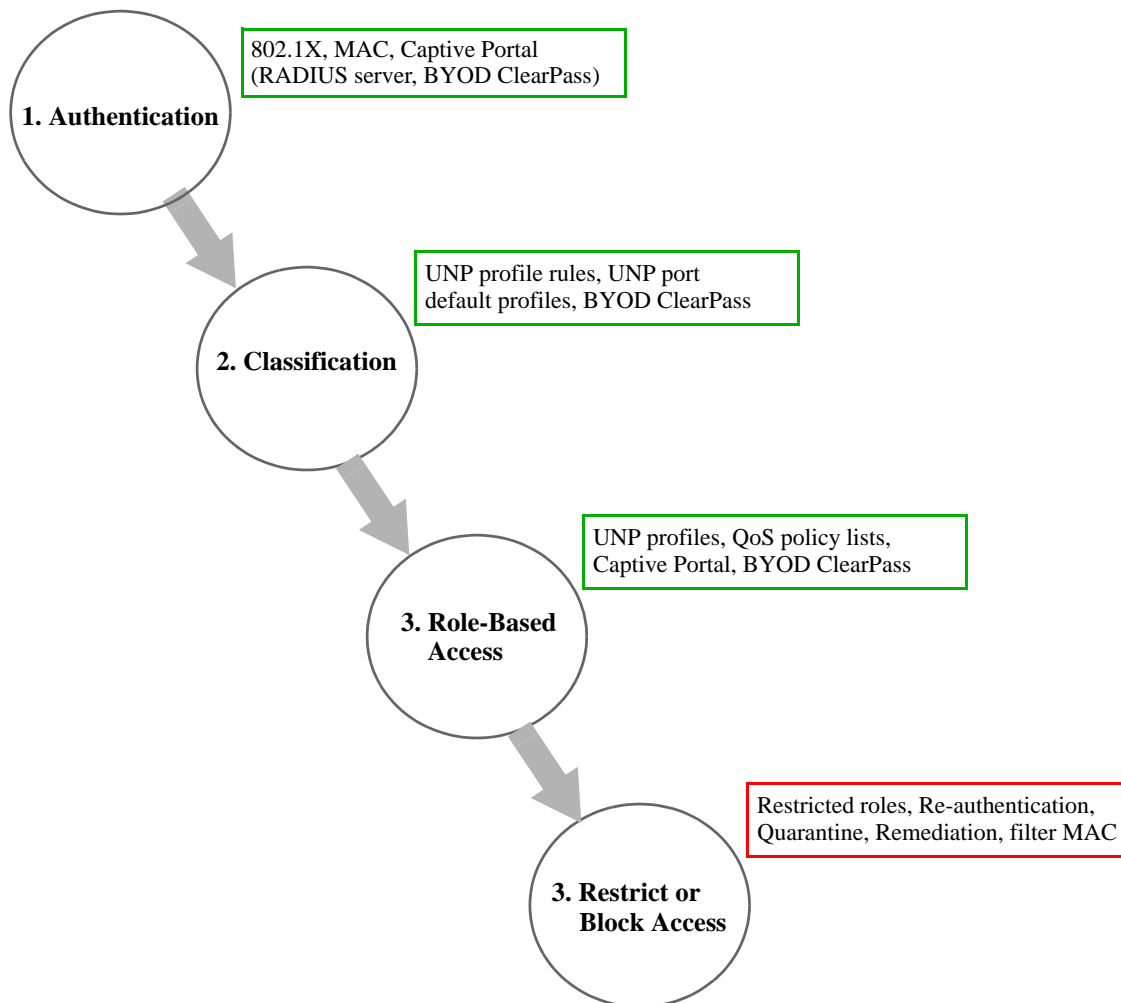 802.1X, MAC, Captive Portal
(RADIUS server, BYOD ClearPass)
1. Authentication
UNP profile rules, UNP port
default profiles, BYOD ClearPass
2. Classification
UNP profiles, QoS policy lists,
Captive Portal, BYOD ClearPass
3. Role-Based
Access
Restricted roles, Re-authentication,
Quarantine, Remediation, filter MAC
3. Restrict or
Block Access